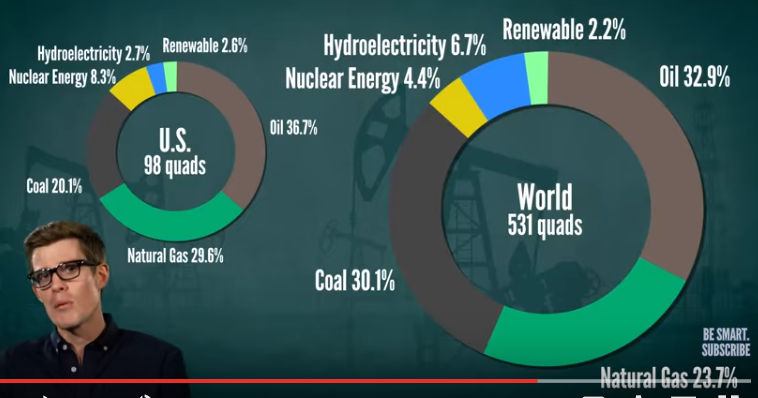 Hydroelectricity 2.7%
Renewable 2.6%
Nuclear Energy 8.3%
Oil 36.7%
U.S.
98 quads
Coal 20.1%
Natural Gas 29.6%
Hydroelectricity 6.7%
Renewable 2.2%
Nuclear Energy 4.4%
Oil 32.9%
World
531 quads
Coal 30.1%
Natural Gas 23.7%
BE SMART.
SUBSCRIBE